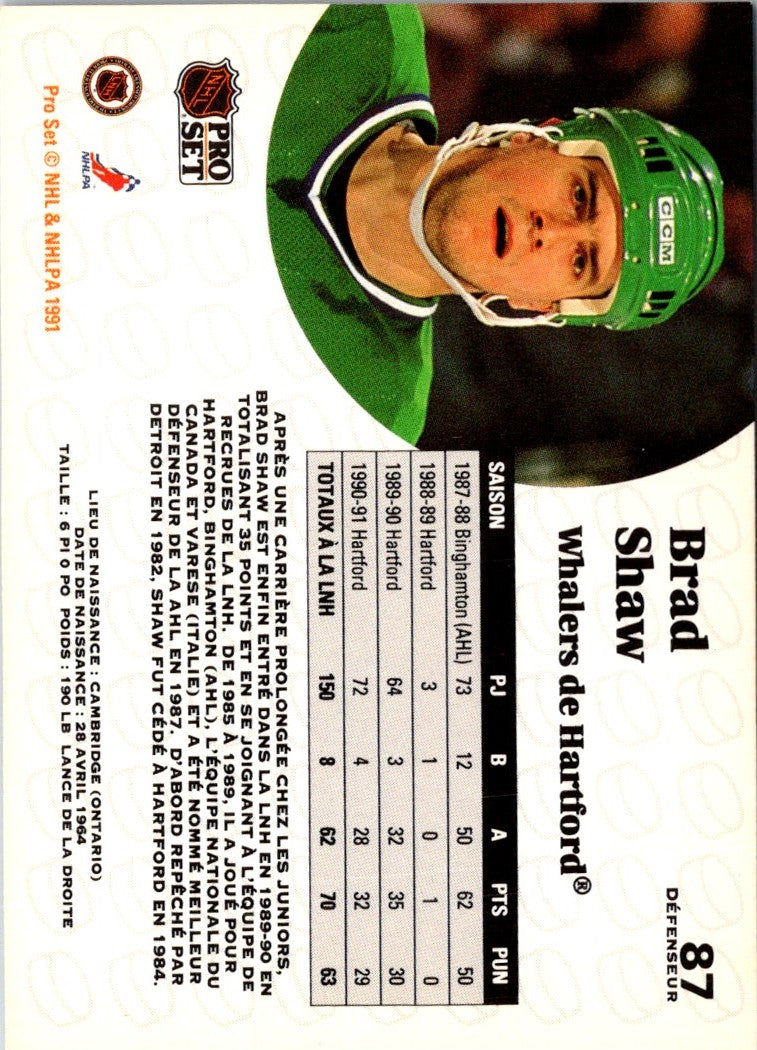 87
DÉFENSEUR
Brad
Shaw
Whalers de Hartford®
CCM
SAISON PJ B A PTS PUN
1987-88 Binghamton (AHL) 73 12 50 62 50
1988-89 Hartford 3 1 0 1 0
1989-90 Hartford 64 3 32 35 30
1990-91 Hartford 72 4 28 32 29
TOTAUX À LA LNH 150 8 62 70 63
APRÈS UNE CARRIÈRE PROLONGÉE CHEZ LES JUNIORS,
BRAD SHAW EST ENFIN ENTRÉ DANS LA LNH EN 1989-90 EN
TOTALISANT 35 POINTS ET EN SE JOIGNANT À L'ÉQUIPE DE
RECRUES DE LA LNH. DE 1985 À 1989, IL A JOUÉ POUR
HARTFORD, BINGHAMTON (AHL), L'ÉQUIPE NATIONALE DU
CANADA ET VARESE (ITALIE) ET A ÉTÉ NOMMÉ MEILLEUR
DÉFENSEUR DE LA AHL EN 1987. D'ABORD REPÊCHÉ PAR
DETROIT EN 1982, SHAW FUT CÉDÉ À HARTFORD EN 1984.
LIEU DE NAISSANCE : CAMBRIDGE (ONTARIO)
DATE DE NAISSANCE : 28 AVRIL 1964
TAILLE : 6 PI 0 PO POIDS : 190 LB LANCE DE LA DROITE
NHL
PRO
SET
NHL
NHLPA
Pro Set © NHL & NHLPA 1991